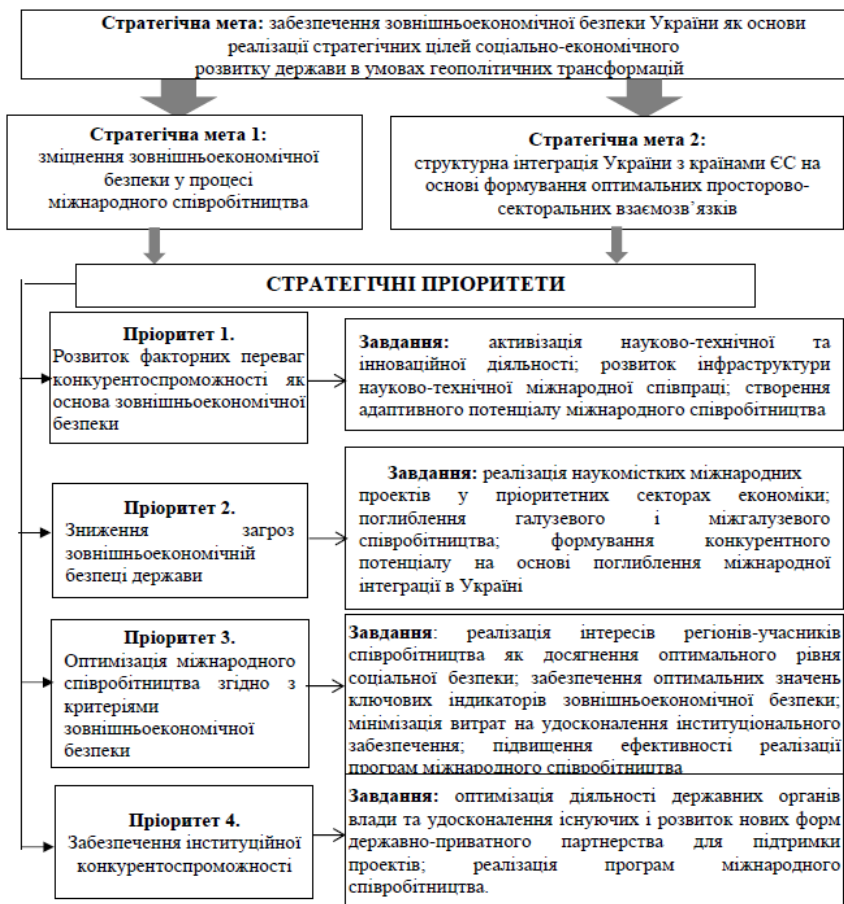 Стратегічна мета: забезпечення зовнішньоекономічної безпеки України як основи
реалізації стратегічних цілей соціально-економічного
розвитку держави в умовах геополітичних трансформацій
Стратегічна мета 1:
зміцнення зовнішньоекономічної
безпеки у процесі
міжнародного співробітництва
Стратегічна мета 2:
структурна інтеграція України з країнами ЄС на
основі формування оптимальних просторово-
секторальних взаємозв’язків
СТРАТЕГІЧНІ ПРІОРИТЕТИ
Пріоритет 1.
Розвиток факторних переваг
конкурентоспроможності як
основа зовнішньоекономічної
безпеки
Завдання: активізація науково-технічної та
інноваційної діяльності; розвиток інфраструктури
науково-технічної міжнародної співпраці; створення
адаптивного потенціалу міжнародного співробітництва
Пріоритет 2.
Зниження загроз
зовнішньоекономічній
безпеці держави
Завдання: реалізація наукомістких міжнародних
проектів у пріоритетних секторах економіки;
поглиблення галузевого і міжгалузевого
співробітництва; формування конкурентного
потенціалу на основі поглиблення міжнародної
інтеграції в Україні
Пріоритет 3.
Оптимізація міжнародного
співробітництва згідно з
критеріями
зовнішньоекономічної
безпеки
Завдання: реалізація інтересів регіонів-учасників
співробітництва як досягнення оптимального рівня
соціальної безпеки; забезпечення оптимальних значень
ключових індикаторів зовнішньоекономічної безпеки;
мінімізація витрат на удосконалення інституціонального
забезпечення; підвищення ефективності реалізації
програм міжнародного співробітництва
Пріоритет 4.
Забезпечення інституційної
конкурентоспроможності
Завдання: оптимізація діяльності державних органів
влади та удосконалення існуючих і розвиток нових форм
державно-приватного партнерства для підтримки
проектів; реалізація програм міжнародного
співробітництва.